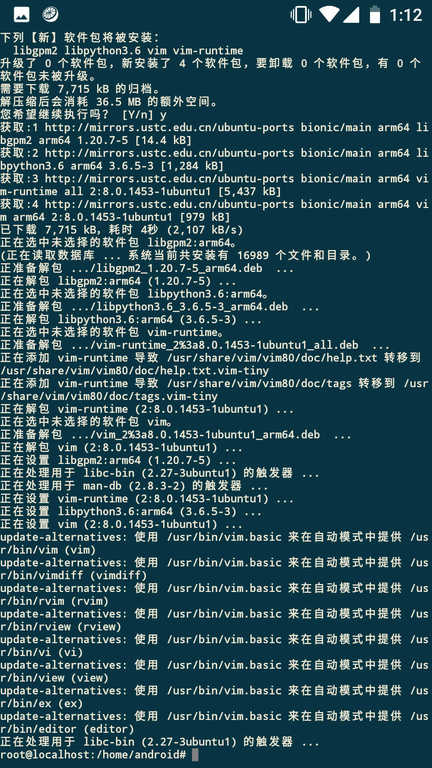 1:12
下列【新】软件包将被安装：
libgpm2 libpython3.6 vim vim-runtime
升级了 0 个软件包，新安装了 4 个软件包，要卸载 0 个软件包，有 0 个
软件包未被升级。
需要下载 7,715 kB 的归档。
解压缩后会消耗 36.5 MB 的额外空间。
您希望继续执行吗？ [Y/n] y
获取:1 http://mirrors.ustc.edu.cn/ubuntu-ports bionic/main arm64 li
bgpm2 arm64 1.20.7-5 [14.4 kB]
获取:2 http://mirrors.ustc.edu.cn/ubuntu-ports bionic/main arm64 li
bpython3.6 arm64 3.6.5-3 [1,284 kB]
获取:3 http://mirrors.ustc.edu.cn/ubuntu-ports bionic/main arm64 vi
m-runtime all 2:8.0.1453-1ubuntu1 [5,437 kB]
获取:4 http://mirrors.ustc.edu.cn/ubuntu-ports bionic/main arm64 vi
m arm64 2:8.0.1453-1ubuntu1 [979 kB]
已下载 7,715 kB，耗时 4秒 (2,107 kB/s)
正在选中未选择的软件包 libgpm2:arm64。
(正在读取数据库 ... 系统当前共安装有 16989 个文件和目录。)
正准备解包 .../libgpm2_1.20.7-5_arm64.deb ...
正在解包 libgpm2:arm64 (1.20.7-5) ...
正在选中未选择的软件包 libpython3.6:arm64。
正准备解包 .../libpython3.6_3.6.5-3_arm64.deb ...
正在解包 libpython3.6:arm64 (3.6.5-3) ...
正在选中未选择的软件包 vim-runtime。
正准备解包 .../vim-runtime_2%3a8.0.1453-1ubuntu1_all.deb ...
正在添加 vim-runtime 导致 /usr/share/vim/vim80/doc/help.txt 转移到
/usr/share/vim/vim80/doc/help.txt.vim-tiny
正在添加 vim-runtime 导致 /usr/share/vim/vim80/doc/tags 转移到 /usr
/share/vim/vim80/doc/tags.vim-tiny
正在解包 vim-runtime (2:8.0.1453-1ubuntu1) ...
正在选中未选择的软件包 vim。
正准备解包 .../vim_2%3a8.0.1453-1ubuntu1_arm64.deb ...
正在解包 vim (2:8.0.1453-1ubuntu1) ...
正在设置 libgpm2:arm64 (1.20.7-5) ...
正在处理用于 libc-bin (2.27-3ubuntu1) 的触发器 ...
正在处理用于 man-db (2.8.3-2) 的触发器 ...
正在设置 vim-runtime (2:8.0.1453-1ubuntu1) ...
正在设置 libpython3.6:arm64 (3.6.5-3) ...
正在设置 vim (2:8.0.1453-1ubuntu1) ...
update-alternatives: 使用 /usr/bin/vim.basic 来在自动模式中提供 /us
r/bin/vim (vim)
update-alternatives: 使用 /usr/bin/vim.basic 来在自动模式中提供 /us
r/bin/vimdiff (vimdiff)
update-alternatives: 使用 /usr/bin/vim.basic 来在自动模式中提供 /us
r/bin/rvim (rvim)
update-alternatives: 使用 /usr/bin/vim.basic 来在自动模式中提供 /us
r/bin/rview (rview)
update-alternatives: 使用 /usr/bin/vim.basic 来在自动模式中提供 /us
r/bin/vi (vi)
update-alternatives: 使用 /usr/bin/vim.basic 来在自动模式中提供 /us
r/bin/view (view)
update-alternatives: 使用 /usr/bin/vim.basic 来在自动模式中提供 /us
r/bin/ex (ex)
update-alternatives: 使用 /usr/bin/vim.basic 来在自动模式中提供 /us
r/bin/editor (editor)
正在处理用于 libc-bin (2.27-3ubuntu1) 的触发器 ...
root@localhost:/home/android#